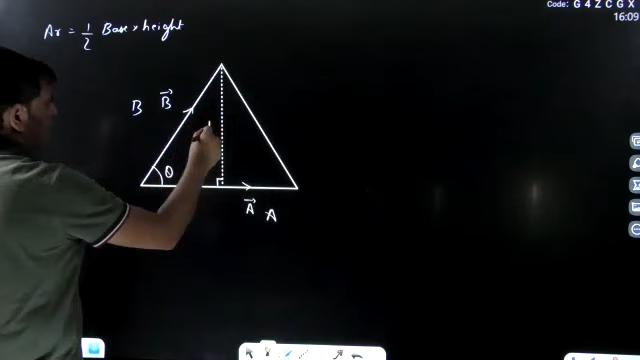 Code: G 4 Z C G X
16:09
Ar = 1/2 Base × height
B B⃗
θ
A⃗ A